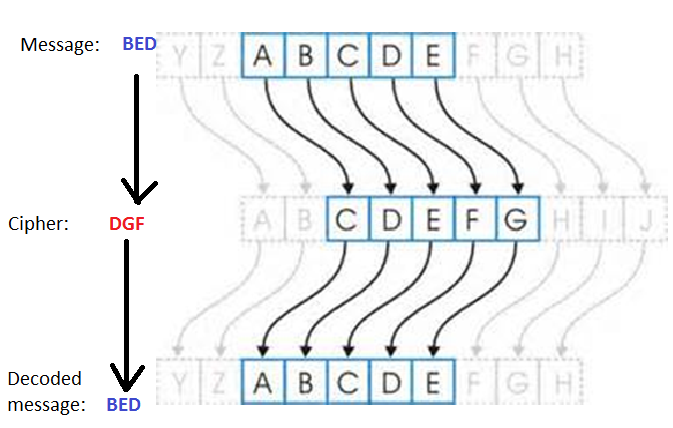 Message: BED Y Z A B C D E F G H
Cipher: DGF A B C D E F G H I J
Decoded
message: BED Y Z A B C D E F G H